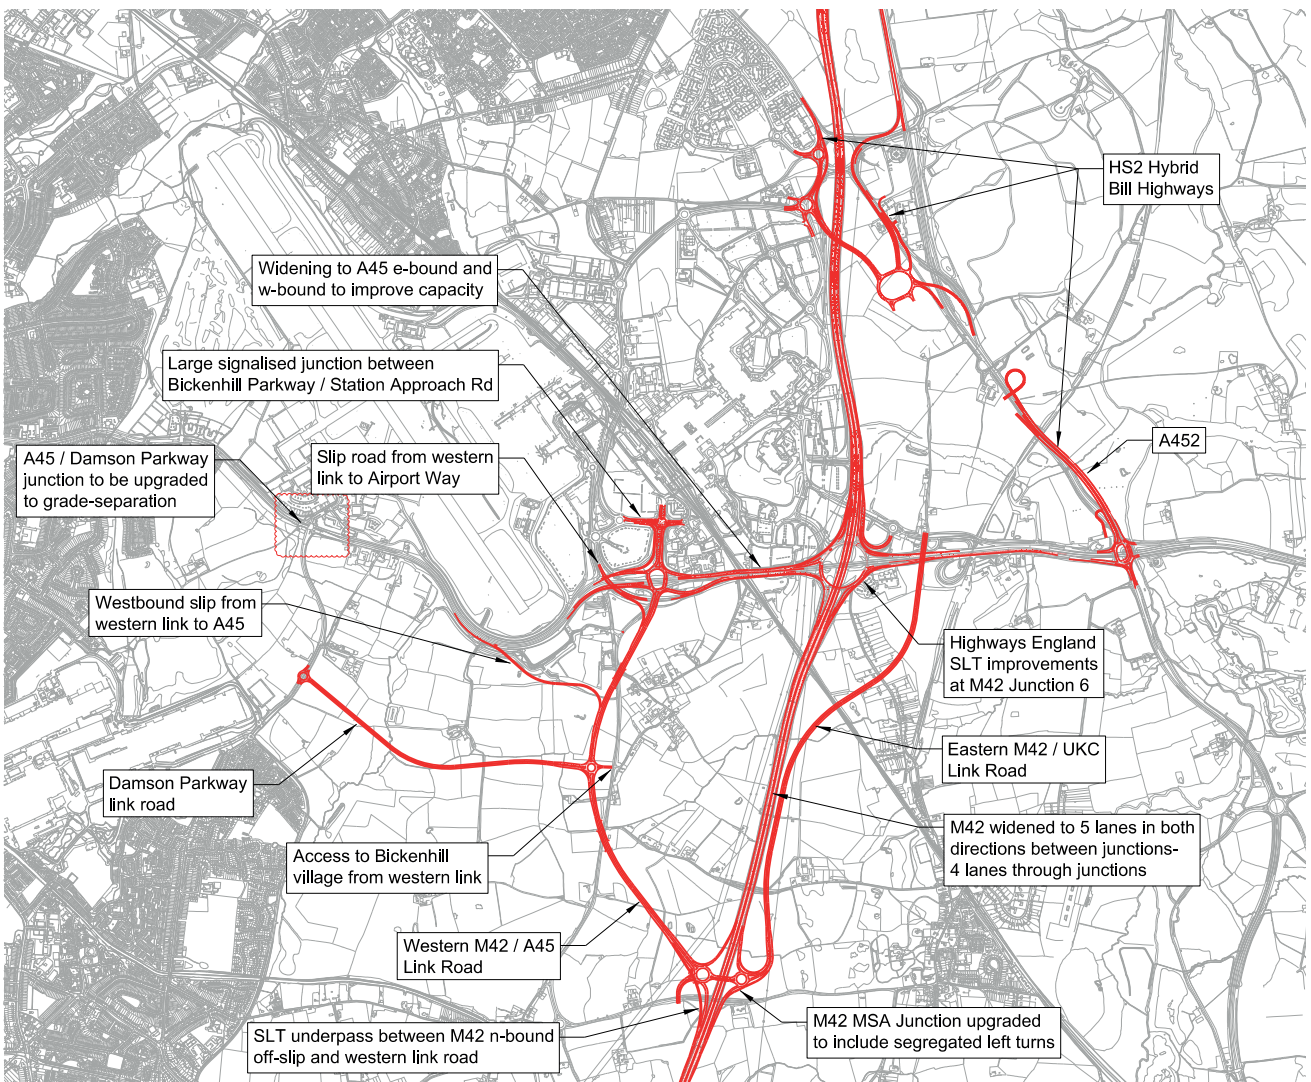 HS2 Hybrid
Bill Highways
Widening to A45 e-bound and
w-bound to improve capacity
Large signalised junction between
Bickenhill Parkway / Station Approach Rd
A452
A45 / Damson Parkway
junction to be upgraded
to grade-separation
Slip road from western
link to Airport Way
Westbound slip from
western link to A45
Highways England
SLT improvements
at M42 Junction 6
Eastern M42 / UKC
Link Road
Damson Parkway
link road
M42 widened to 5 lanes in both
directions between junctions-
4 lanes through junctions
Access to Bickenhill
village from western link
Western M42 / A45
Link Road
SLT underpass between M42 n-bound
off-slip and western link road
M42 MSA Junction upgraded
to include segregated left turns